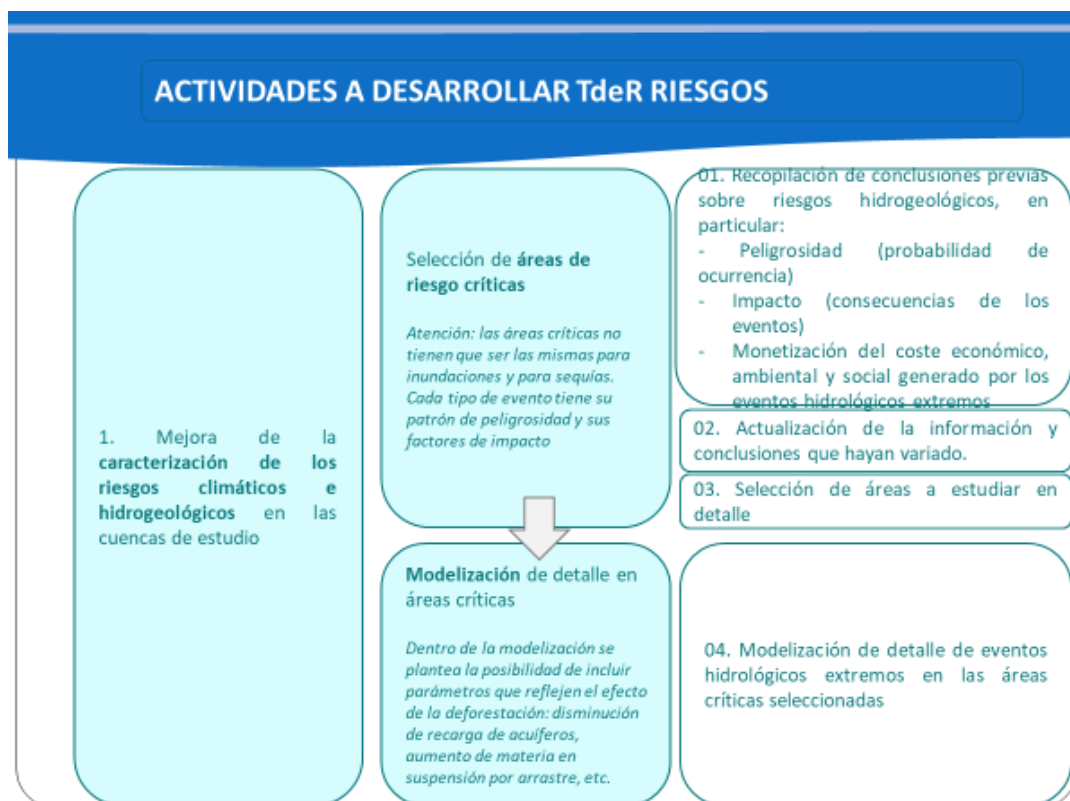 ACTIVIDADES A DESARROLLAR TdeR RIESGOS
1. Mejora de la
caracterización de los
riesgos climáticos e
hidrogeológicos en las
cuencas de estudio
Selección de áreas de
riesgo críticas
Atención: las áreas críticas no
tienen que ser las mismas para
inundaciones y para sequías.
Cada tipo de evento tiene su
patrón de peligrosidad y sus
factores de impacto
Modelización de detalle en
áreas críticas
Dentro de la modelización se
plantea la posibilidad de incluir
parámetros que reflejen el efecto
de la deforestación: disminución
de recarga de acuíferos,
aumento de materia en
suspensión por arrastre, etc.
01. Recopilación de conclusiones previas
sobre riesgos hidrogeológicos, en
particular:
- Peligrosidad (probabilidad de
ocurrencia)
- Impacto (consecuencias de los
eventos)
- Monetización del coste económico,
ambiental y social generado por los
eventos hidrológicos extremos
02. Actualización de la información y
conclusiones que hayan variado.
03. Selección de áreas a estudiar en
detalle
04. Modelización de detalle de eventos
hidrológicos extremos en las áreas
críticas seleccionadas